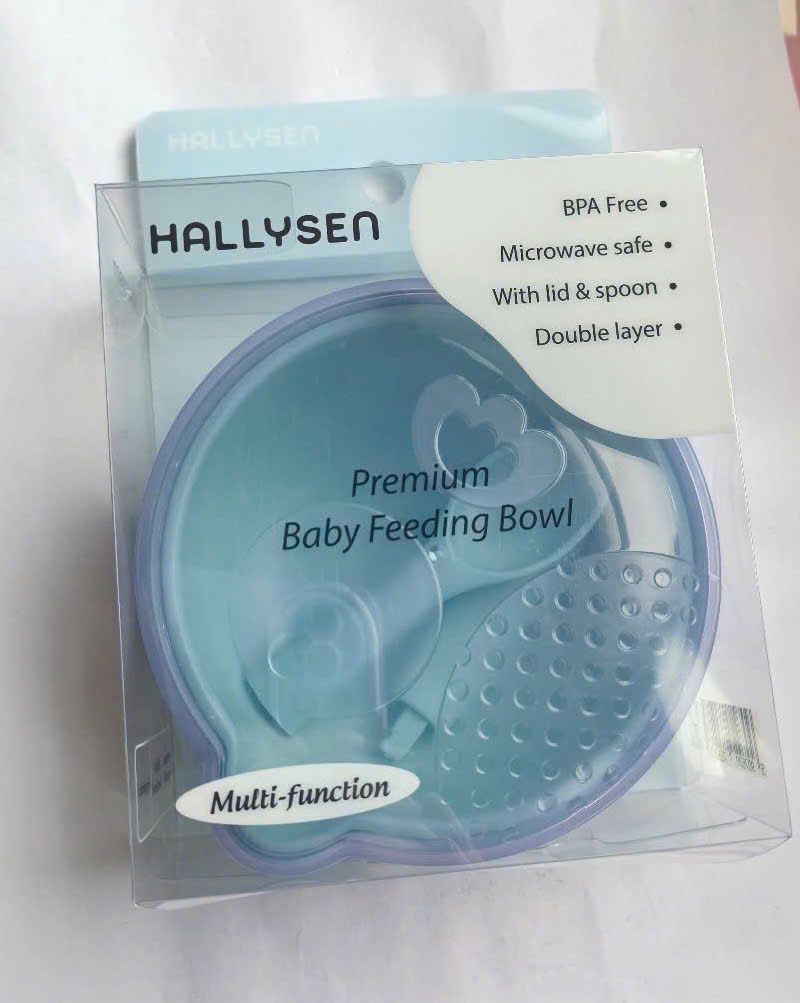 HALLYSEN
HALLYSEN
BPA Free •
Microwave safe •
With lid & spoon •
Double layer •
Premium
Baby Feeding Bowl
Multi-function